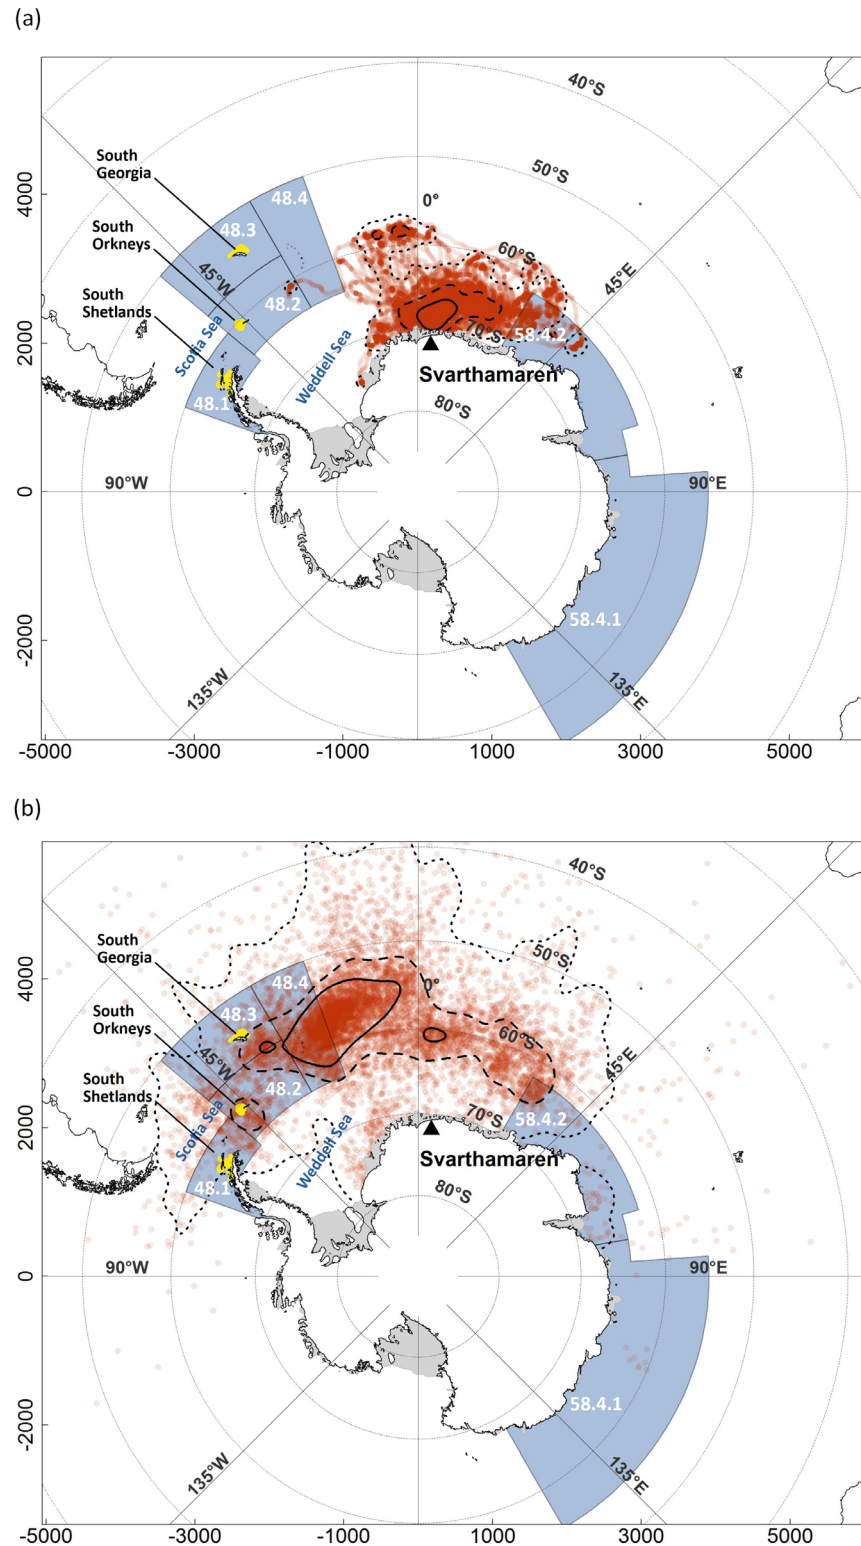 (a)
40°S
50°S
South
Georgia
48.4
0°
48.3
South
Orkneys
60°S
45°W
45°E
South
Shetlands
48.2
Scotia Sea
70°S
58.4.2
Weddell Sea
Svarthamaren
48.1
80°S
90°W
90°E
58.4.1
135°W
135°E
4000
2000
0
-2000
-5000
-3000
-1000
1000
3000
5000
(b)
40°S
50°S
South
Georgia
48.4
0°
48.3
South
Orkneys
60°S
45°W
45°E
South
Shetlands
48.2
Scotia Sea
70°S
58.4.2
Weddell Sea
Svarthamaren
48.1
80°S
90°W
90°E
58.4.1
135°W
135°E
4000
2000
0
-2000
-5000
-3000
-1000
1000
3000
5000